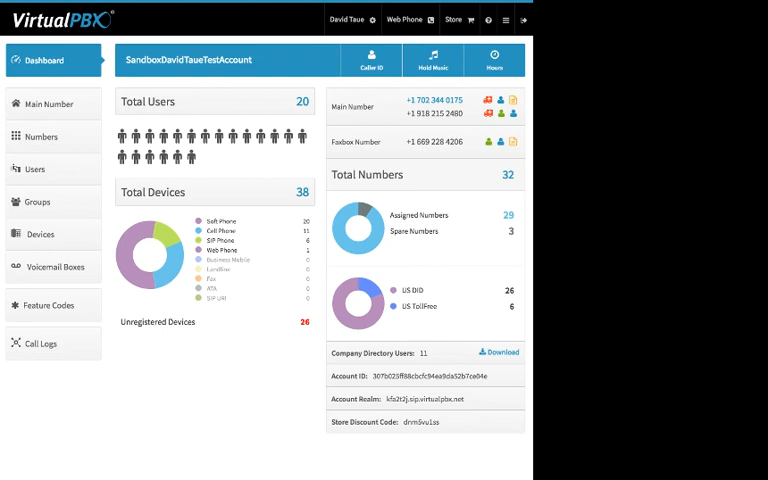 VirtualPBX
David Taue
Web Phone
Store
Dashboard
SandboxDavidTaueTestAccount
Caller ID
Hold Music
Hours
Main Number
Numbers
Users
Groups
Devices
Voicemail Boxes
Feature Codes
Call Logs
Total Users 20
Total Devices 38
Soft Phone 20
Cell Phone 11
SIP Phone 6
Web Phone 1
Business Mobile 0
Landline 0
Fax 0
ATA 0
SIP URI 0
Unregistered Devices 26
Main Number
+1 702 344 0175
+1 918 215 2480
Faxbox Number +1 669 228 4206
Total Numbers 32
Assigned Numbers 29
Spare Numbers 3
US DID 26
US TollFree 6
Company Directory Users: 11 Download
Account ID: 307b025ff88cbcfc94ea9da52b7ce04e
Account Realm: kfa2t2j.sip.virtualpbx.net
Store Discount Code: dnm5vu1ss